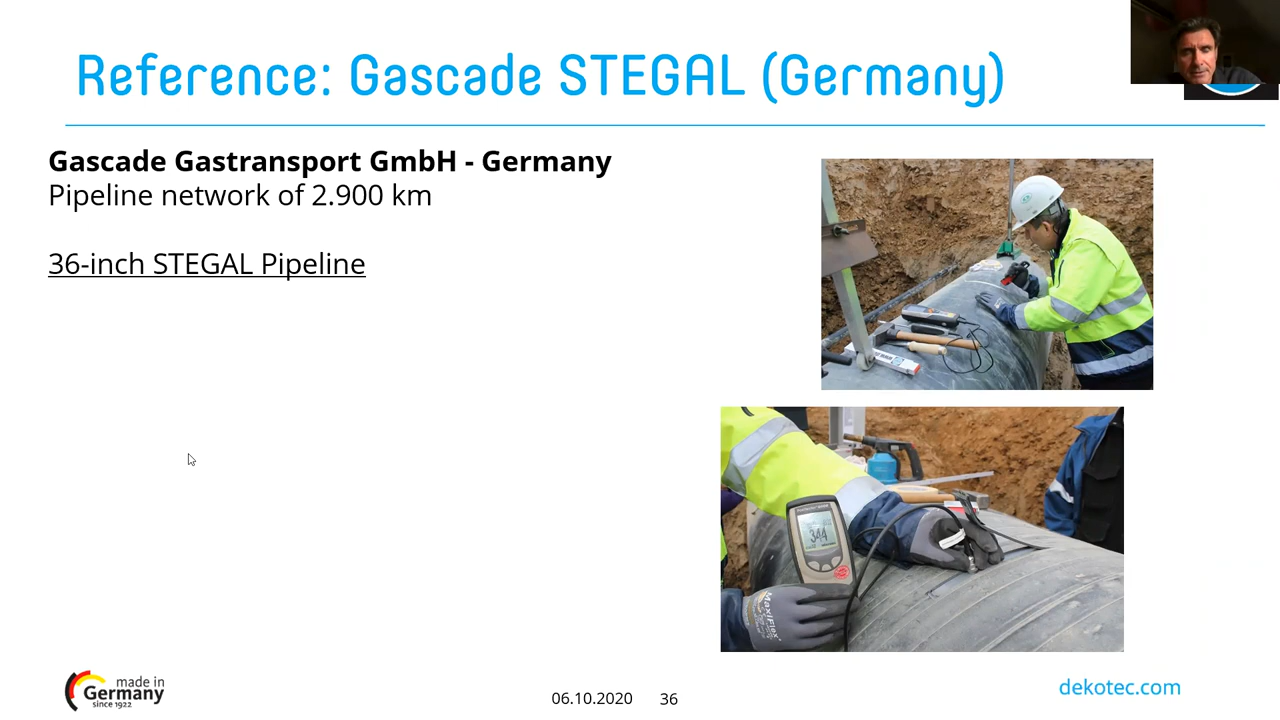 Reference: Gascade STEGAL (Germany)
Gascade Gastransport GmbH - Germany
Pipeline network of 2.900 km
36-inch STEGAL Pipeline
344
MaxiFlex
made in
Germany
since 1922
06.10.2020
36
dekotec.com